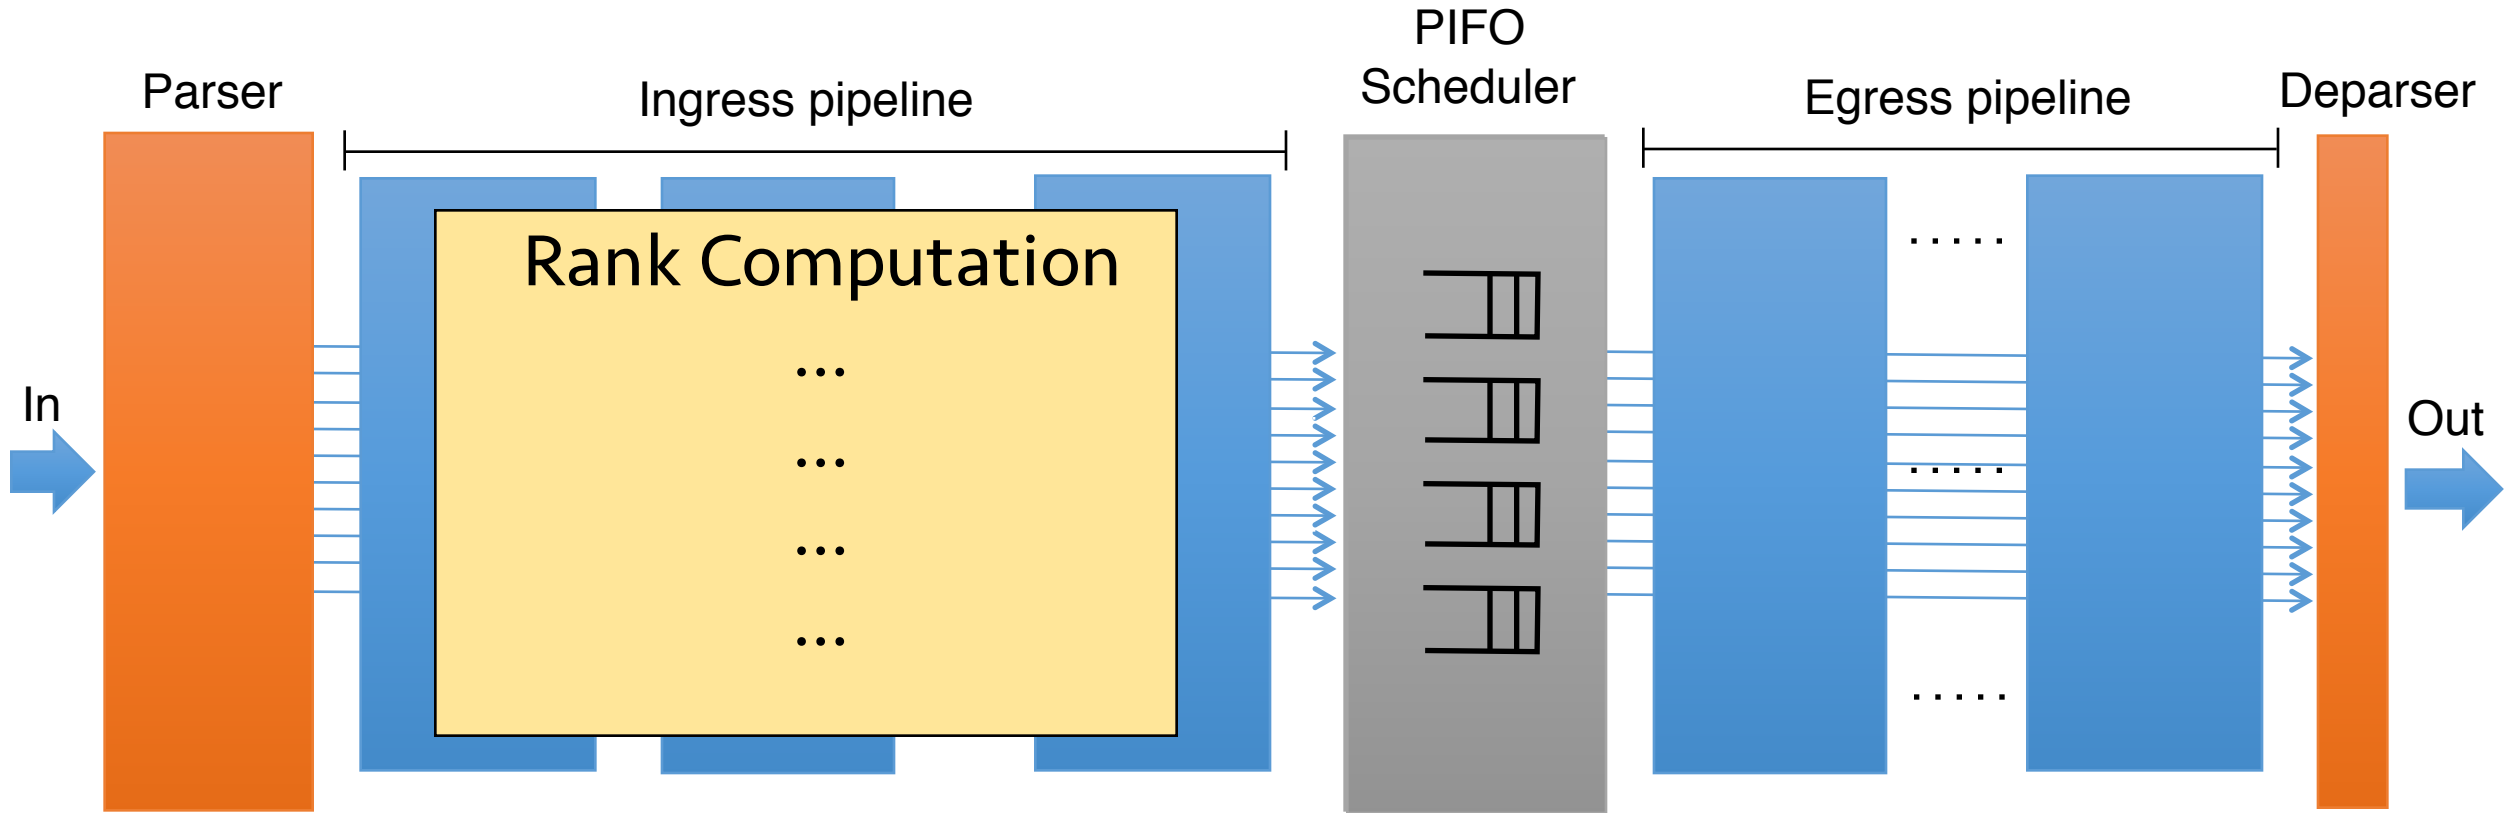 PIFO
Scheduler
Parser
Ingress pipeline
Egress pipeline
Deparser
Rank Computation
...
...
...
...
.....
.....
.....
In
Out